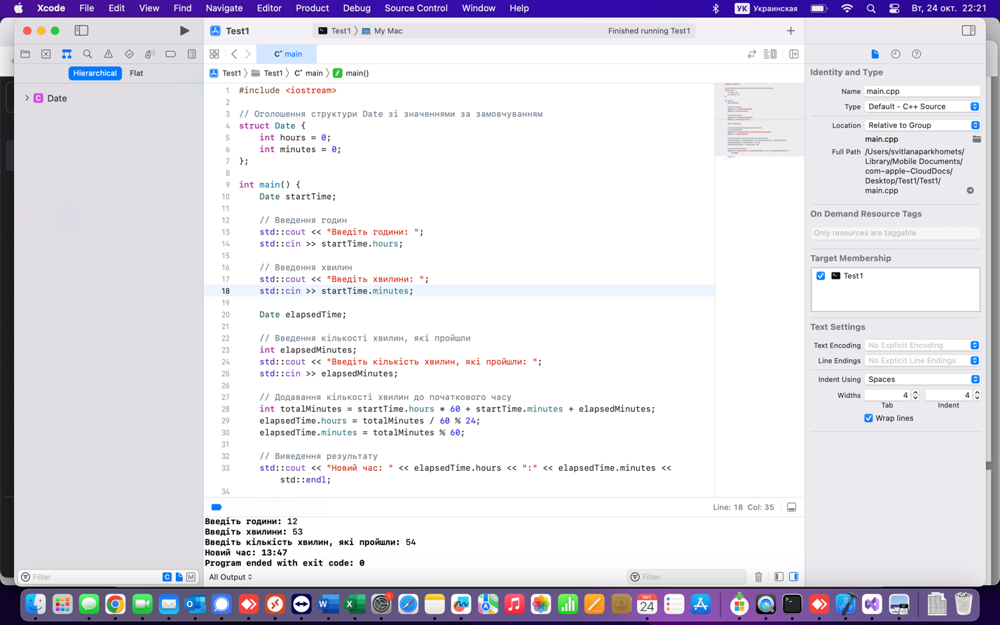 Xcode File Edit View Find Navigate Editor Product Debug Source Control Window Help УК Украинская Вт, 24 окт. 22:21
Test1 Test1 My Mac Finished running Test1
main
Hierarchical Flat
Test1 Test1 main main()
C Date
1 #include <iostream>
2
3 // Оголошення структури Date зі значеннями за замовчуванням
4 struct Date {
5 int hours = 0;
6 int minutes = 0;
7 };
8
9 int main() {
10 Date startTime;
11
12 // Введення годин
13 std::cout << "Введіть години: ";
14 std::cin >> startTime.hours;
15
16 // Введення хвилин
17 std::cout << "Введіть хвилини: ";
18 std::cin >> startTime.minutes;
19
20 Date elapsedTime;
21
22 // Введення кількості хвилин, які пройшли
23 int elapsedMinutes;
24 std::cout << "Введіть кількість хвилин, які пройшли: ";
25 std::cin >> elapsedMinutes;
26
27 // Додавання кількості хвилин до початкового часу
28 int totalMinutes = startTime.hours * 60 + startTime.minutes + elapsedMinutes;
29 elapsedTime.hours = totalMinutes / 60 % 24;
30 elapsedTime.minutes = totalMinutes % 60;
31
32 // Виведення результату
33 std::cout << "Новий час: " << elapsedTime.hours << ":" << elapsedTime.minutes <<
std::endl;
34
Line: 18 Col: 35
Введіть години: 12
Введіть хвилини: 53
Введіть кількість хвилин, які пройшли: 54
Новий час: 13:47
Program ended with exit code: 0
Filter C M
All Output
Filter
Identity and Type
Name main.cpp
Type Default - C++ Source
Location Relative to Group
main.cpp
Full Path /Users/svitlanaparkhomets/
Library/Mobile Documents/
com~apple~CloudDocs/
Desktop/Test1/Test1/
main.cpp
On Demand Resource Tags
Only resources are taggable
Target Membership
Test1
Text Settings
Text Encoding No Explicit Encoding
Line Endings No Explicit Line Endings
Indent Using Spaces
Widths 4 4
Tab Indent
Wrap lines
1
ОКТ.
24